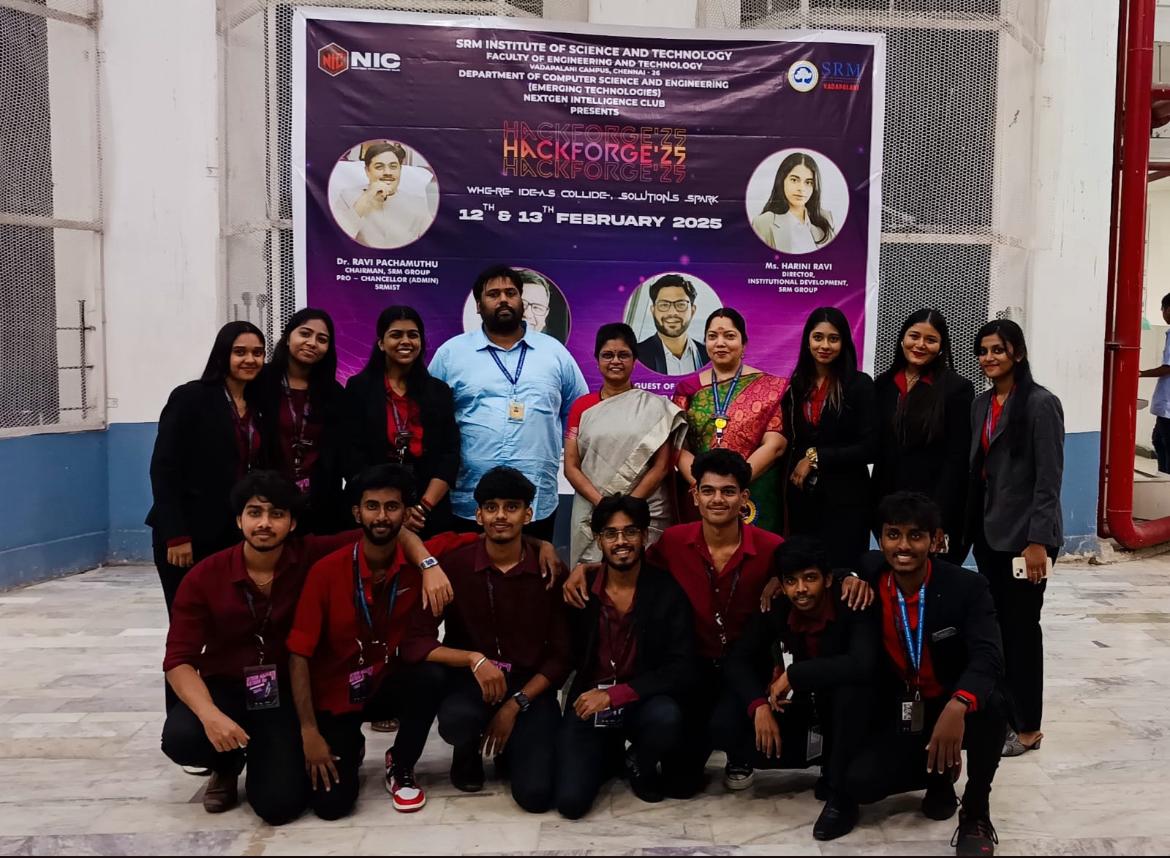 NIC
SRM INSTITUTE OF SCIENCE AND TECHNOLOGY
FACULTY OF ENGINEERING AND TECHNOLOGY
VADAPALANI CAMPUS, CHENNAI - 26
DEPARTMENT OF COMPUTER SCIENCE AND ENGINEERING
(EMERGING TECHNOLOGIES)
NEXTGEN INTELLIGENCE CLUB
PRESENTS
SRM
VADAPALANI
HACKFORGE'25
HACKFORGE'25
HACKFORGE'25
WHERE IDEAS COLLIDE, SOLUTIONS SPARK
12TH & 13TH FEBRUARY 2025
Dr. RAVI PACHAMUTHU
CHAIRMAN, SRM GROUP
PRO – CHANCELLOR (ADMIN)
SRMIST
Ms. HARINI RAVI
DIRECTOR,
INSTITUTIONAL DEVELOPMENT,
SRM GROUP
GUEST OF